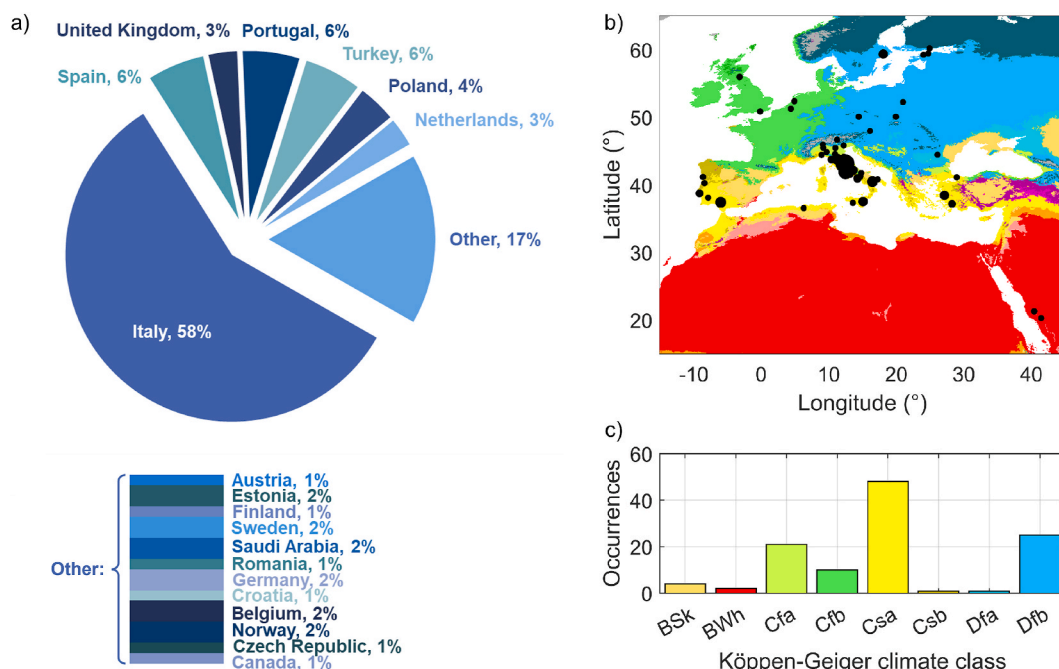 a)
United Kingdom, 3%
Portugal, 6%
Spain, 6%
Turkey, 6%
Poland, 4%
Netherlands, 3%
Other, 17%
Italy, 58%
Other:
Austria, 1%
Estonia, 2%
Finland, 1%
Sweden, 2%
Saudi Arabia, 2%
Romania, 1%
Germany, 2%
Croatia, 1%
Belgium, 2%
Norway, 2%
Czech Republic, 1%
Canada, 1%
b)
Latitude (°)
60
50
40
30
20
-10 0 10 20 30 40
Longitude (°)
c)
Occurrences
60
40
20
0
BSk BWh Cfa Cfb Csa Csb Dfa Dfb
Köppen-Geiger climate class